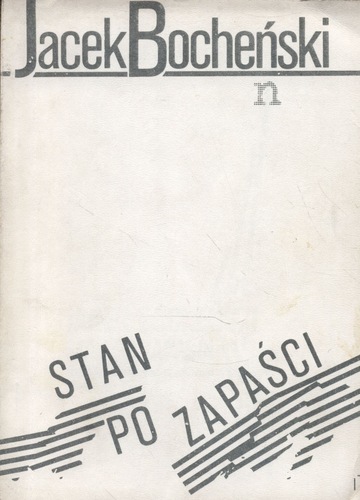 Jacek Bocheński
n
STAN
PO ZAPAŚCI